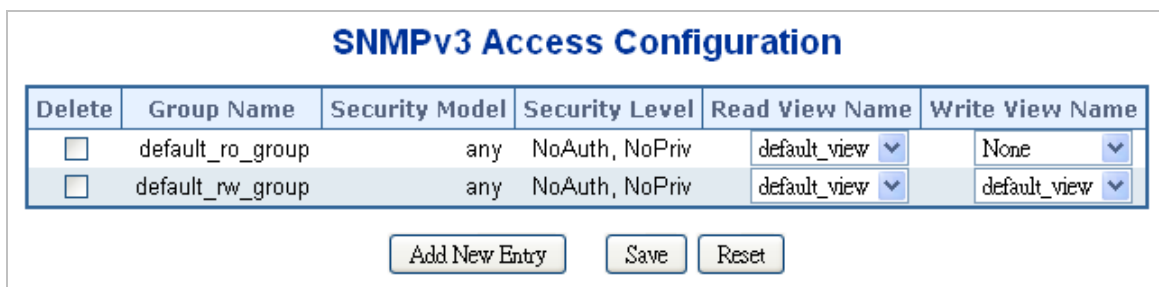 SNMPv3 Access Configuration
Delete Group Name Security Model Security Level Read View Name Write View Name
default_ro_group any NoAuth, NoPriv default_view None
default_rw_group any NoAuth, NoPriv default_view default_view
Add New Entry Save Reset